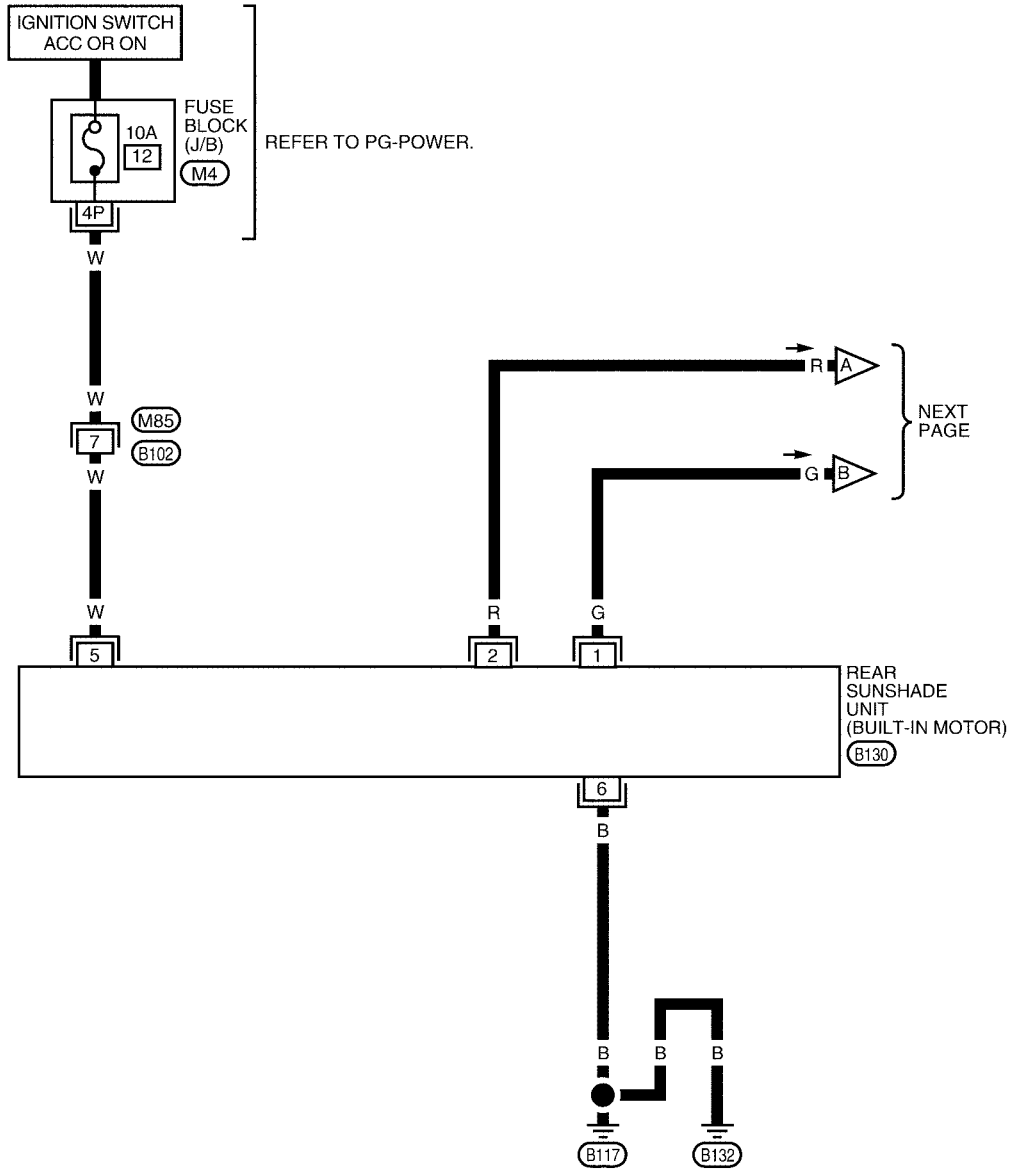 IGNITION SWITCH
ACC OR ON
FUSE
BLOCK
(J/B)
10A
12
M4
REFER TO PG-POWER.
4P
W
W
M85
7
B102
W
R
A
NEXT
PAGE
G
B
W
R
G
5
2
1
REAR
SUNSHADE
UNIT
(BUILT-IN MOTOR)
B130
6
B
B
B
B
B117
B132